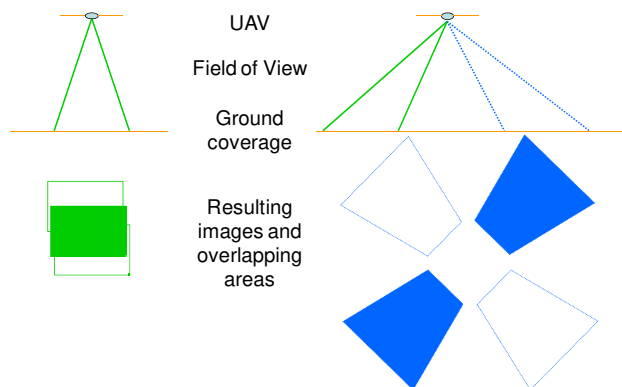 UAV
Field of View
Ground
coverage
Resulting
images and
overlapping
areas